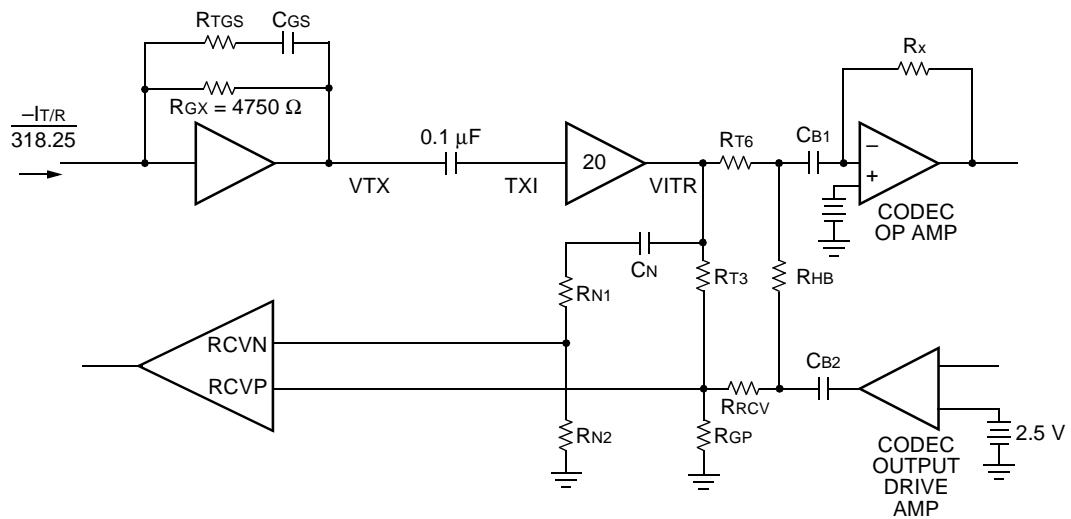 RTGS
CGS
RGX = 4750 Ω
–IT/R
318.25
VTX
0.1 μF
TXI
20
VITR
RT6
CB1
Rx
–
+
CODEC
OP AMP
CN
RN1
RT3
RHB
RCVN
RCVP
RN2
RRCV
RGP
CB2
2.5 V
CODEC
OUTPUT
DRIVE
AMP